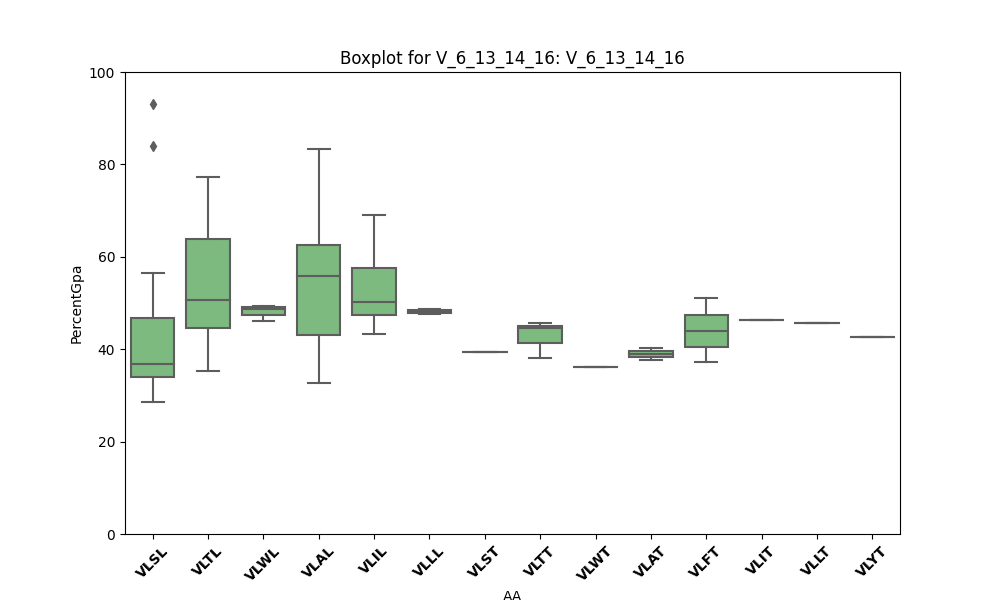 Boxplot for V_6_13_14_16: V_6_13_14_16
100
80
60
40
20
0
PercentGpa
VLSL
VLTL
VLWL
VLAL
VLIL
VLLL
VLST
VLTT
VLWT
VLAT
VLFT
VLIT
VLLT
VLYT
AA